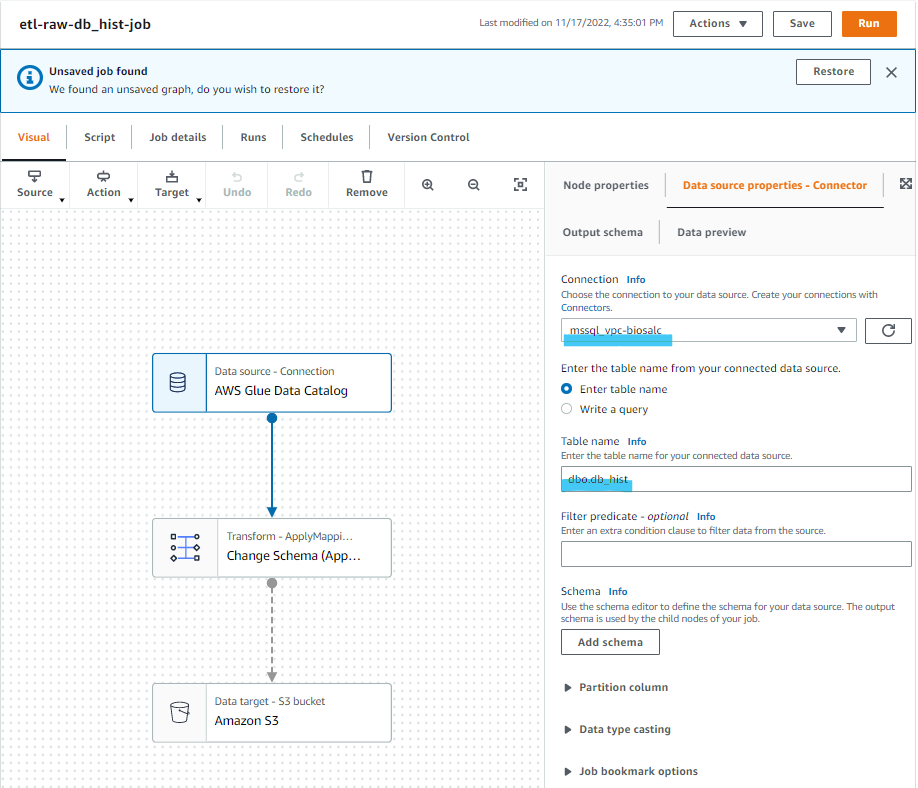 etl-raw-db_hist-job
Last modified on 11/17/2022, 4:35:01 PM
Actions
Save
Run
Unsaved job found
We found an unsaved graph, do you wish to restore it?
Restore
Visual
Script
Job details
Runs
Schedules
Version Control
Source
Action
Target
Undo
Redo
Remove
Node properties
Data source properties - Connector
Output schema
Data preview
Data source - Connection
AWS Glue Data Catalog
Transform - ApplyMappi...
Change Schema (App...
Data target - S3 bucket
Amazon S3
Connection Info
Choose the connection to your data source. Create your connections with
Connectors.
mssql_vpc-biosalc
Enter the table name from your connected data source.
Enter table name
Write a query
Table name Info
Enter the table name for your connected data source.
dbo.db_hist
Filter predicate - optional Info
Enter an extra condition clause to filter data from the source.
Schema Info
Use the schema editor to define the schema for your data source. The output
schema is used by the child nodes of your job.
Add schema
Partition column
Data type casting
Job bookmark options